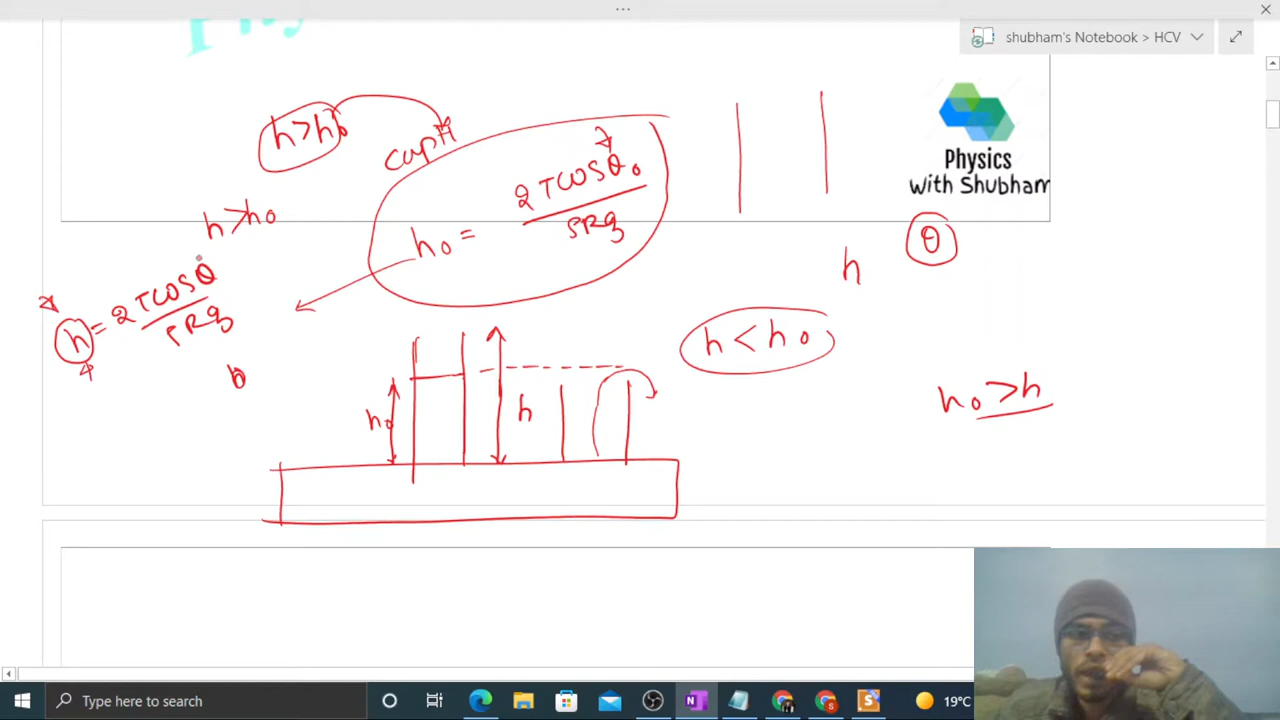 shubham's Notebook > HCV
Physics
With Shubham
h>h₀
capH
h₀ = 2TCOSθ₀ / ρRg
h>h₀
h = 2TCOSθ / ρRg
θ
h
h < h₀
h₀ > h
h₀
h
b
Type here to search
19°C